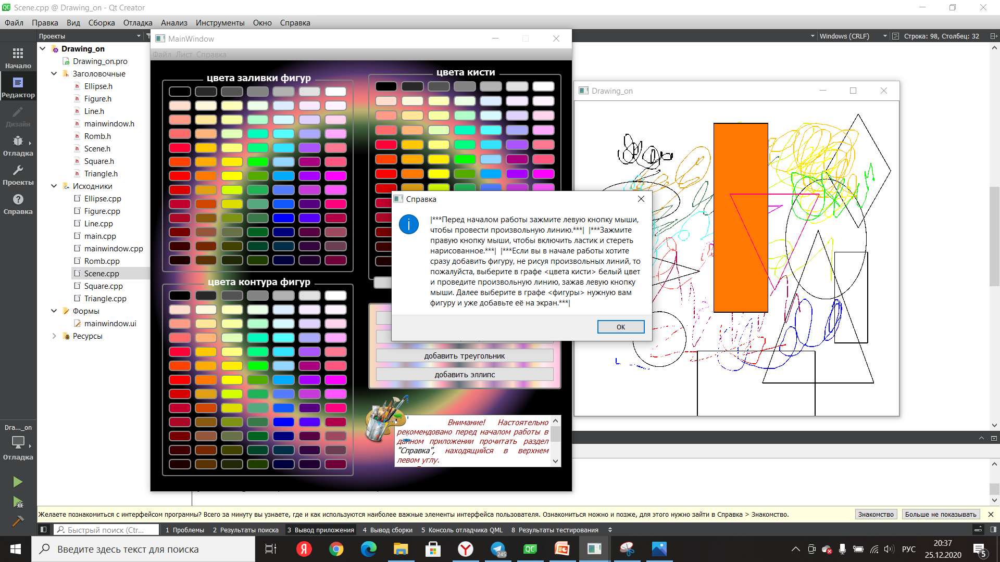 Scene.cpp @ Drawing_on - Qt Creator
Файл Правка Вид Сборка Отладка Анализ Инструменты Окно Справка
Проекты
Windows (CRLF)
Строка: 98, Столбец: 32
Начало
Редактор
Дизайн
Отладка
Проекты
Справка
Dra..._on
Отладка
Drawing_on
Drawing_on.pro
Заголовочные
Ellipse.h
Figure.h
Line.h
mainwindow.h
Romb.h
Scene.h
Square.h
Triangle.h
Исходники
Ellipse.cpp
Figure.cpp
Line.cpp
main.cpp
mainwindow.cpp
Romb.cpp
Scene.cpp
Square.cpp
Triangle.cpp
Формы
mainwindow.ui
Ресурсы
MainWindow
Файл Лист Справка
цвета заливки фигур
цвета кисти
цвета контура фигур
добавить треугольник
добавить эллипс
Внимание! Настоятельно
рекомендовано перед началом работы в
данном приложении прочитать раздел
"Справка", находящийся в верхнем
левом углу.
Справка
|***Перед началом работы зажмите левую кнопку мыши,
чтобы провести произвольную линию.***| |***Зажмите
правую кнопку мыши, чтобы включить ластик и стереть
нарисованное.***| |***Если вы в начале работы хотите
сразу добавить фигуру, не рисуя произвольных линий, то
пожалуйста, выберите в графе <цвета кисти> белый цвет
и проведите произвольную линию, зажав левую кнопку
мыши. Далее выберите в графе <фигуры> нужную вам
фигуру и уже добавьте её на экран.***|
OK
Drawing_on
Желаете познакомиться с интерфейсом программы? Всего за минуту вы узнаете, где и как используются наиболее важные элементы интерфейса пользователя. Ознакомиться можно и позже, для этого нужно зайти в Справка > Знакомство.
Знакомство
Больше не показывать
Быстрый поиск (Ctr...
1 Проблемы 2 Результаты поиска 3 Вывод приложения 4 Вывод сборки 5 Консоль отладчика QML 8 Результаты тестирования
Введите здесь текст для поиска
Я
Y
245
QC
РУС
20:37
25.12.2020
5